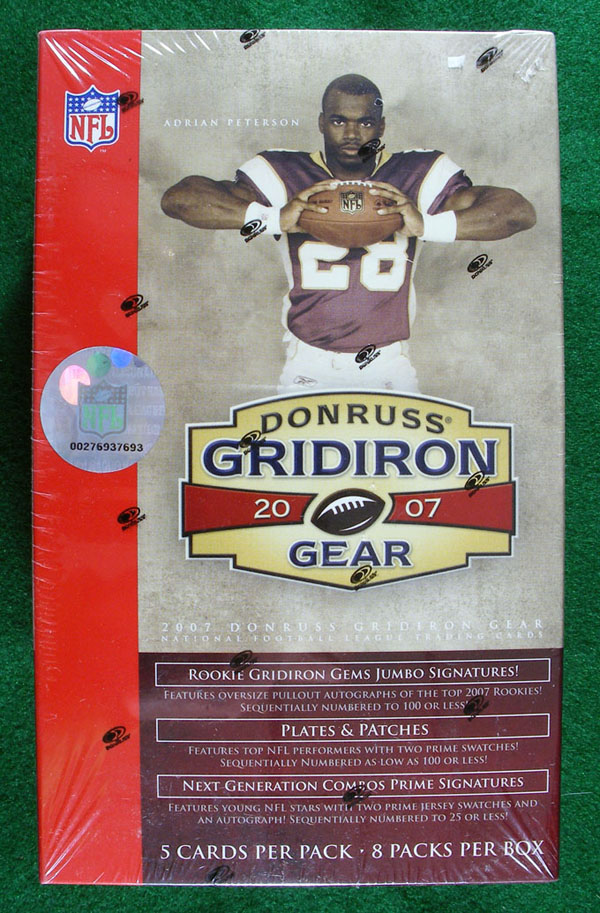 NFL
ADRIAN PETERSON
NFL
28
NFL
00276937693
DONRUSS®
GRIDIRON
20 07
GEAR
2007 DONRUSS GRIDIRON GEAR
NATIONAL FOOTBALL LEAGUE TRADING CARDS
ROOKIE GRIDIRON GEMS JUMBO SIGNATURES!
FEATURES OVERSIZE PULLOUT AUTOGRAPHS OF THE TOP 2007 ROOKIES!
SEQUENTIALLY NUMBERED TO 100 OR LESS!
PLATES & PATCHES
FEATURES TOP NFL PERFORMERS WITH TWO PRIME SWATCHES!
SEQUENTIALLY NUMBERED AS LOW AS 100 OR LESS!
NEXT GENERATION COMBOS PRIME SIGNATURES
FEATURES YOUNG NFL STARS WITH TWO PRIME JERSEY SWATCHES AND
AN AUTOGRAPH! SEQUENTIALLY NUMBERED TO 25 OR LESS!
5 CARDS PER PACK · 8 PACKS PER BOX